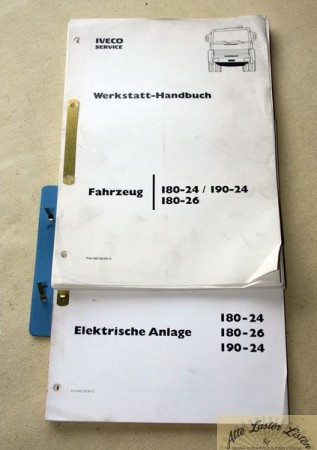 IVECO
SERVICE
Werkstatt-Handbuch
Fahrzeug
180-24 / 190-24
180-26
Elektrische Anlage
180-24
180-26
190-24
Alte Laster Listen